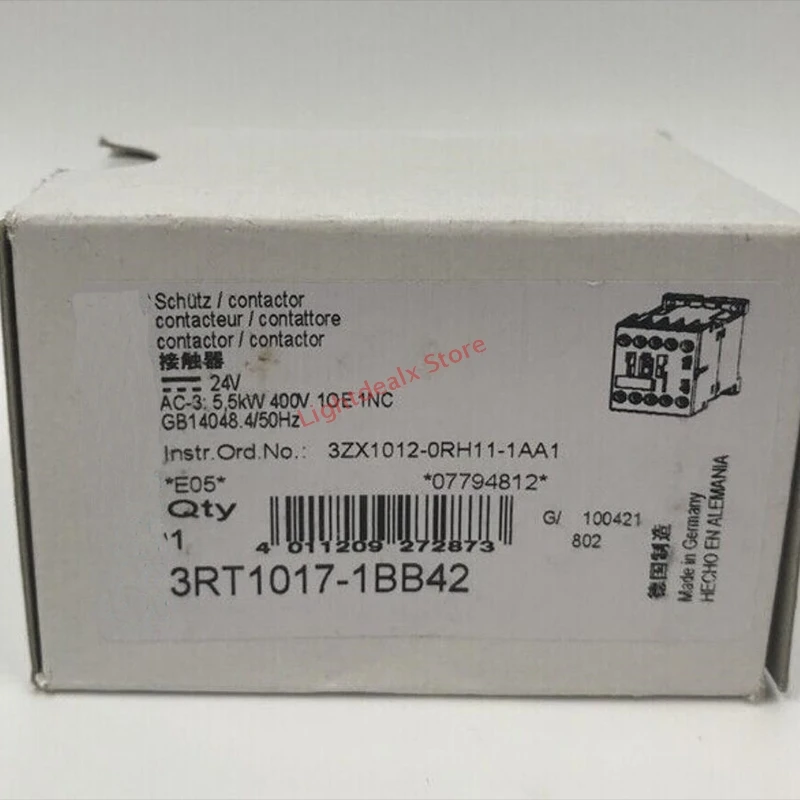 Schütz / contactor
contacteur / contattore
contactor / contactor
接触器
24V
AC-3: 5,5kW 400V. 1OE 1NC
GB14048.4/50Hz
Instr.Ord.No.: 3ZX1012-0RH11-1AA1
*E05* *07794812*
Qty
1
4 011209 272873
G/ 100421
802
3RT1017-1BB42
德国制造
Made in Germany
HECHO EN ALEMANIA
Lightdealx Store